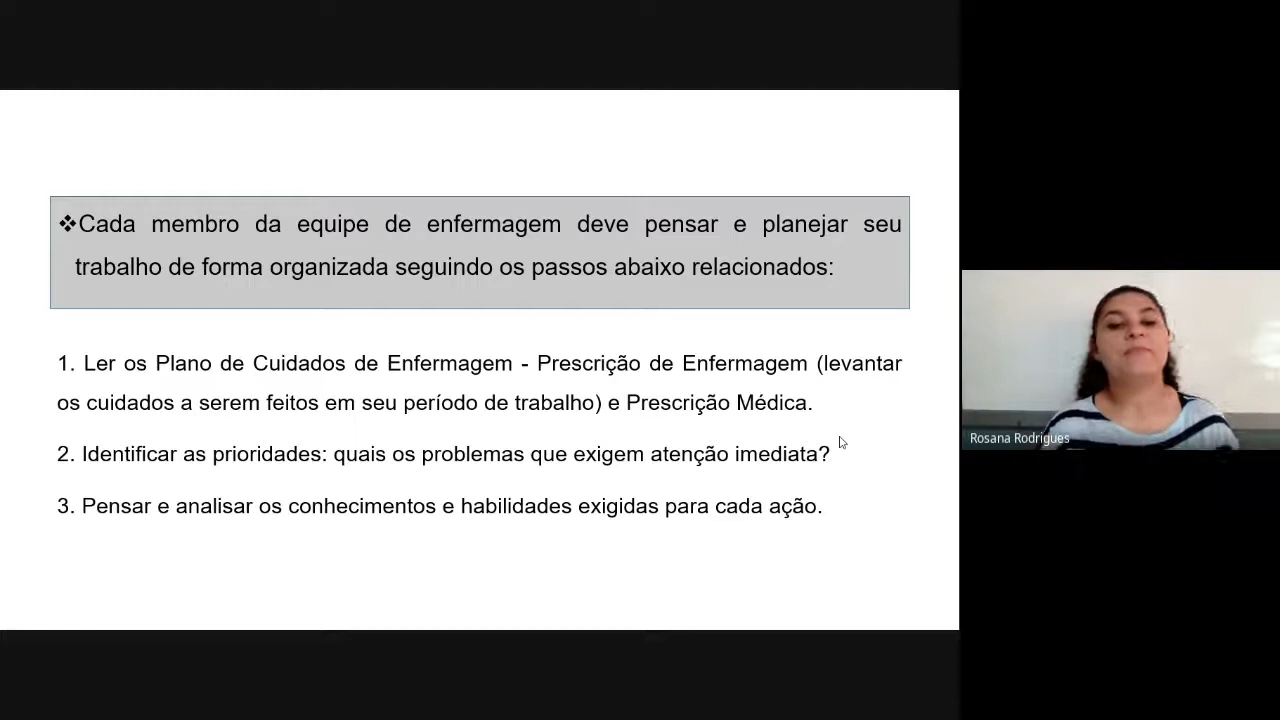 ❖Cada membro da equipe de enfermagem deve pensar e planejar seu
trabalho de forma organizada seguindo os passos abaixo relacionados:
1. Ler os Plano de Cuidados de Enfermagem - Prescrição de Enfermagem (levantar
os cuidados a serem feitos em seu período de trabalho) e Prescrição Médica.
2. Identificar as prioridades: quais os problemas que exigem atenção imediata?
3. Pensar e analisar os conhecimentos e habilidades exigidas para cada ação.
Rosana Rodrigues